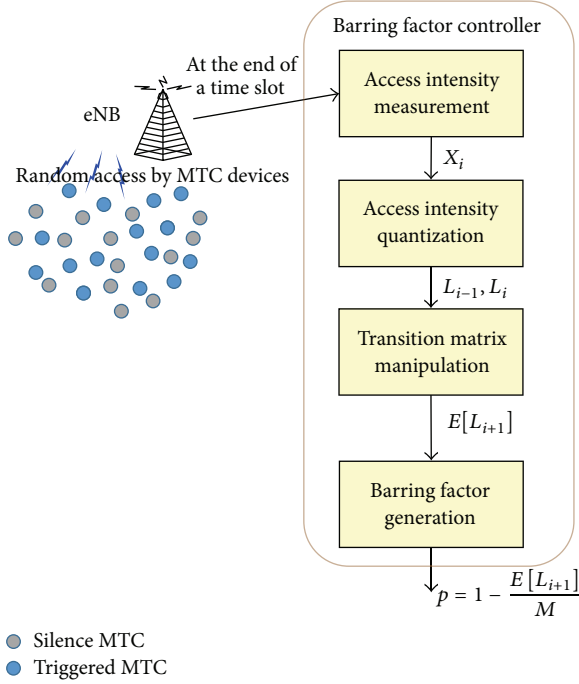 Barring factor controller
At the end of
a time slot
eNB
Random access by MTC devices
Access intensity
measurement
X_i
Access intensity
quantization
L_{i−1}, L_i
Transition matrix
manipulation
E[L_{i+1}]
Barring factor
generation
p = 1 − E[L_{i+1}]/M
Silence MTC
Triggered MTC